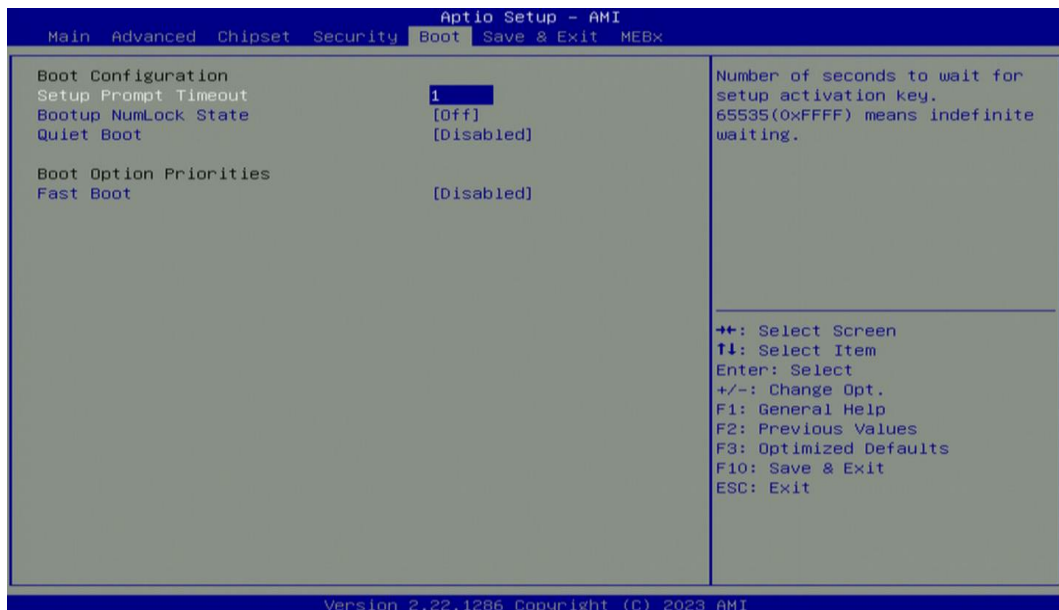 Aptio Setup – AMI
Main Advanced Chipset Security Boot Save & Exit MEBx
Boot Configuration
Setup Prompt Timeout 1
Bootup NumLock State [Off]
Quiet Boot [Disabled]
Boot Option Priorities
Fast Boot [Disabled]
Number of seconds to wait for
setup activation key.
65535(0xFFFF) means indefinite
waiting.
→←: Select Screen
↑↓: Select Item
Enter: Select
+/-: Change Opt.
F1: General Help
F2: Previous Values
F3: Optimized Defaults
F10: Save & Exit
ESC: Exit
Version 2.22.1286 Copyright (C) 2023 AMI